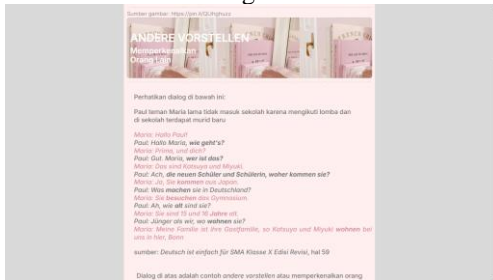 Sumber gambar: https://pin.it/
ANDERE VORSTELLEN
Memperkenalkan
Orang Lain
Perhatikan dialog di bawah ini:
Paul teman Maria lama tidak masuk sekolah karena mengikuti lomba dan
di sekolah terdapat murid baru
Maria: Hallo Paul!
Paul: Hallo Maria, wie geht's?
Maria: Prima, und dich?
Paul: Gut. Maria, wer ist das?
Maria: Das sind Katsuya und Miyuki.
Paul: Ach, die neuen Schüler und Schülerin, woher kommen sie?
Maria: Ja, Sie kommen aus Japan.
Paul: Was machen sie in Deutschland?
Maria: Sie besuchen das Gymnasium.
Paul: Ah, wie alt sind sie?
Maria: Sie sind 15 und 16 Jahre alt.
Paul: Jünger als wir, wo wohnen sie?
Maria: Meine Familie ist ihre Gastfamilie, so Katsuya und Miyuki wohnen bei
uns in hier, Bonn.
sumber: Deutsch ist einfach für SMA Klasse X Edisi Revisi, hal 59
Dialog di atas adalah contoh andere vorstellen atau memperkenalkan orang